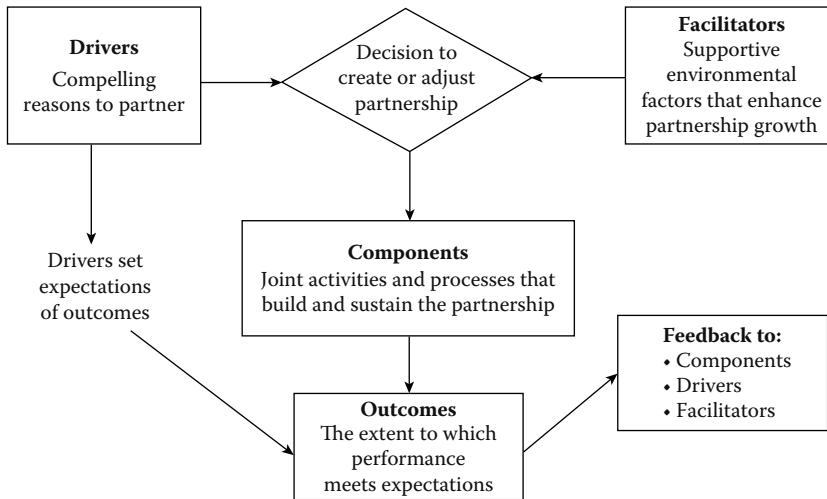 Drivers
Compelling
reasons to partner
Decision to
create or adjust
partnership
Facilitators
Supportive
environmental
factors that enhance
partnership growth
Drivers set
expectations
of outcomes
Components
Joint activities and processes that
build and sustain the partnership
Outcomes
The extent to which
performance
meets expectations
Feedback to:
• Components
• Drivers
• Facilitators